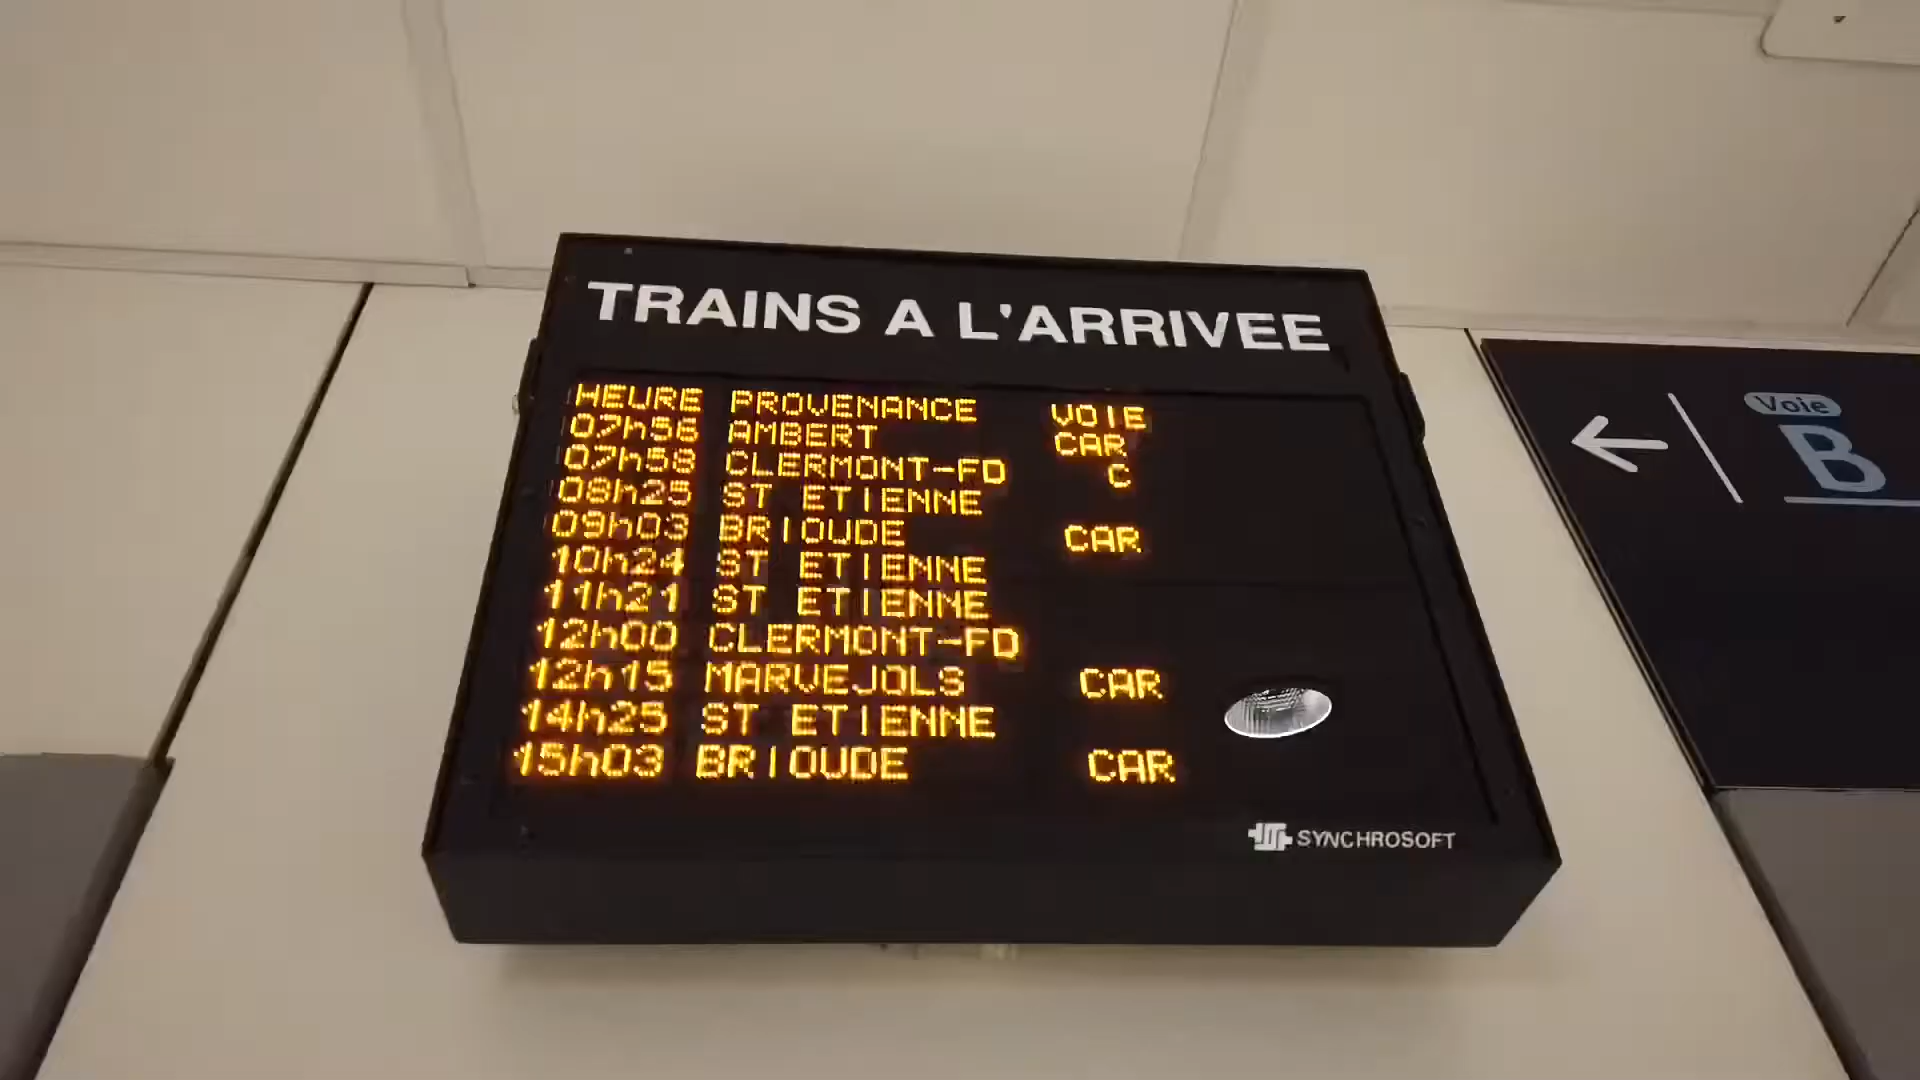 TRAINS A L'ARRIVEE
HEURE PROVENANCE VOIE
07h56 AMBERT CAR
07h58 CLERMONT-FD C
08h25 ST ETIENNE
09h03 BRIOUDE CAR
10h24 ST ETIENNE
11h21 ST ETIENNE
12h00 CLERMONT-FD
12h15 MARVEJOLS CAR
14h25 ST ETIENNE
15h03 BRIOUDE CAR
SYNCHROSOFT
Voie
B